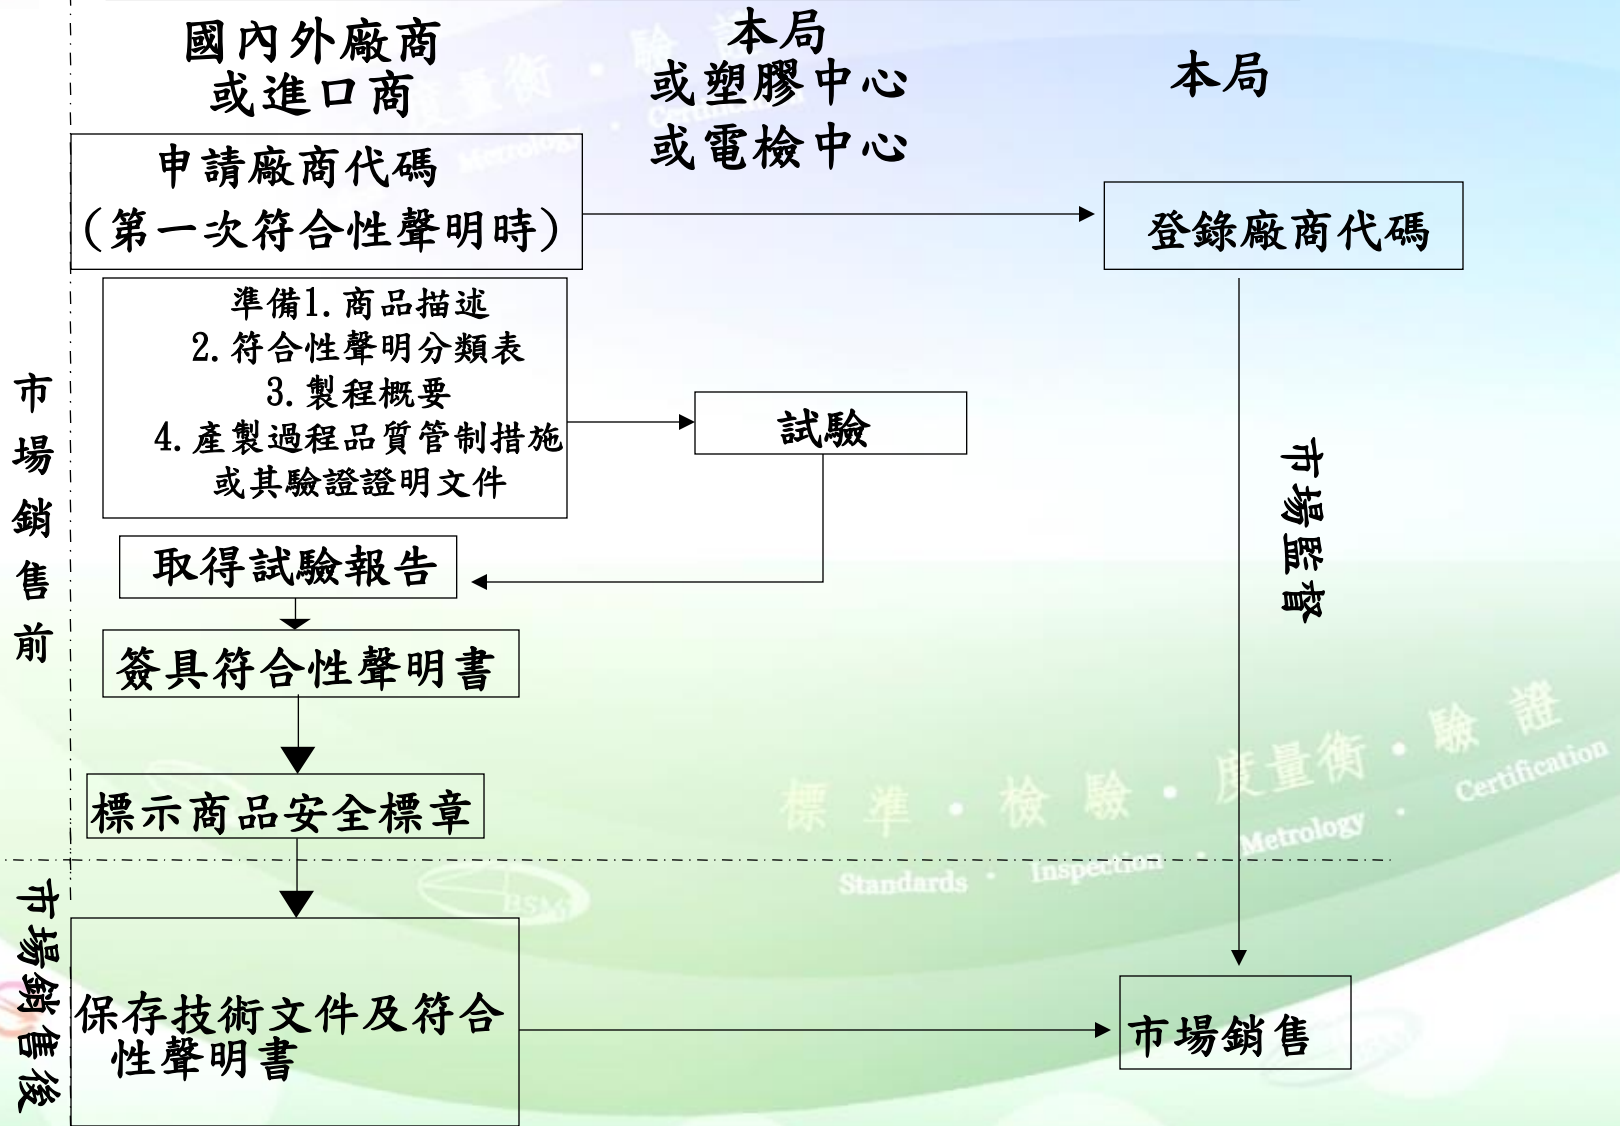 國內外廠商
或進口商
本局
或塑膠中心
或電檢中心
本局
申請廠商代碼
(第一次符合性聲明時)
登錄廠商代碼
準備1.商品描述
2.符合性聲明分類表
3.製程概要
4.產製過程品質管制措施
或其驗證證明文件
試驗
市場銷售前
市場監督
取得試驗報告
簽具符合性聲明書
標示商品安全標章
市場銷售後
保存技術文件及符合
性聲明書
市場銷售
度量衡・驗證
Metrology · Certification
標準・檢驗・度量衡・驗證
Standards · Inspection · Metrology · Certification
BSMI